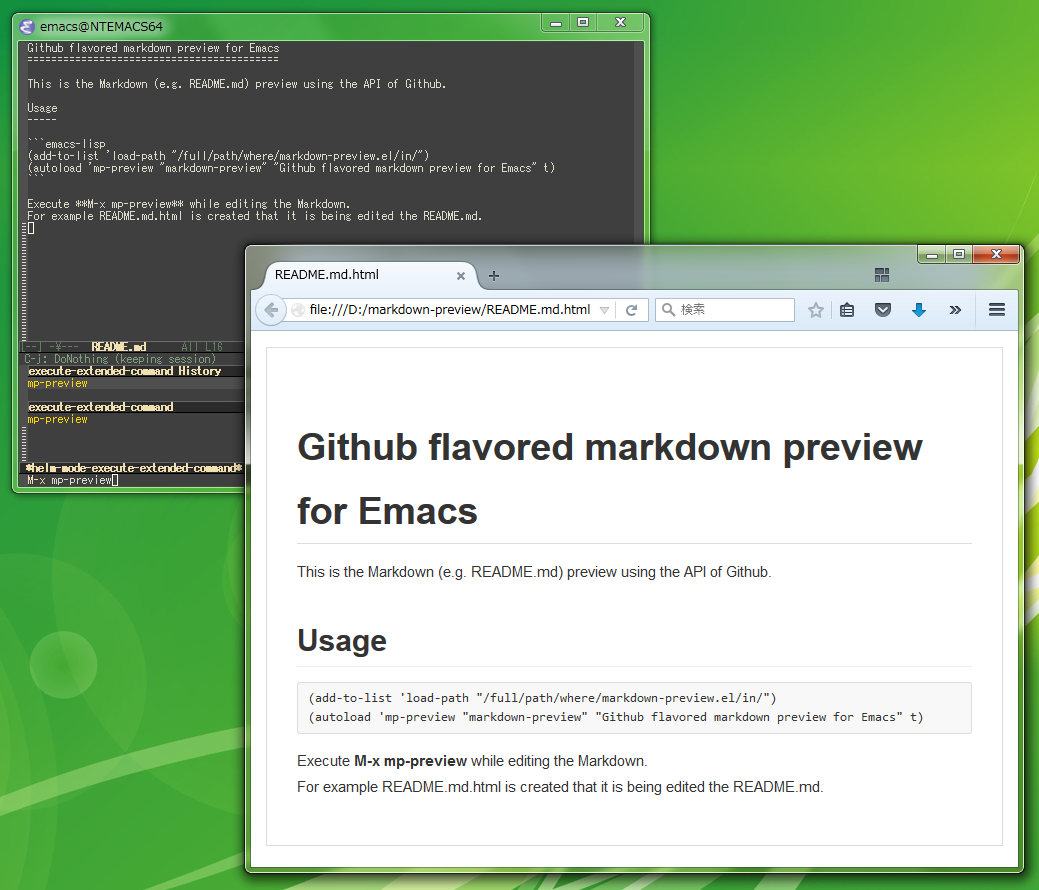 emacs@NTEMACS64
Github flavored markdown preview for Emacs
==========================================
This is the Markdown (e.g. README.md) preview using the API of Github.
Usage
-----
```emacs-lisp
(add-to-list 'load-path "/full/path/where/markdown-preview.el/in/")
(autoload 'mp-preview "markdown-preview" "Github flavored markdown preview for Emacs" t)
```
Execute **M-x mp-preview** while editing the Markdown.
For example README.md.html is created that it is being edited the README.md.
[--] -¥--- README.md All L16
C-j: DoNothing (keeping session)
execute-extended-command History
mp-preview
execute-extended-command
mp-preview
*helm-mode-execute-extended-command*
M-x mp-preview
README.md.html
file:///D:/markdown-preview/README.md.html
検索
Github flavored markdown preview
for Emacs
This is the Markdown (e.g. README.md) preview using the API of Github.
Usage
(add-to-list 'load-path "/full/path/where/markdown-preview.el/in/")
(autoload 'mp-preview "markdown-preview" "Github flavored markdown preview for Emacs" t)
Execute M-x mp-preview while editing the Markdown.
For example README.md.html is created that it is being edited the README.md.